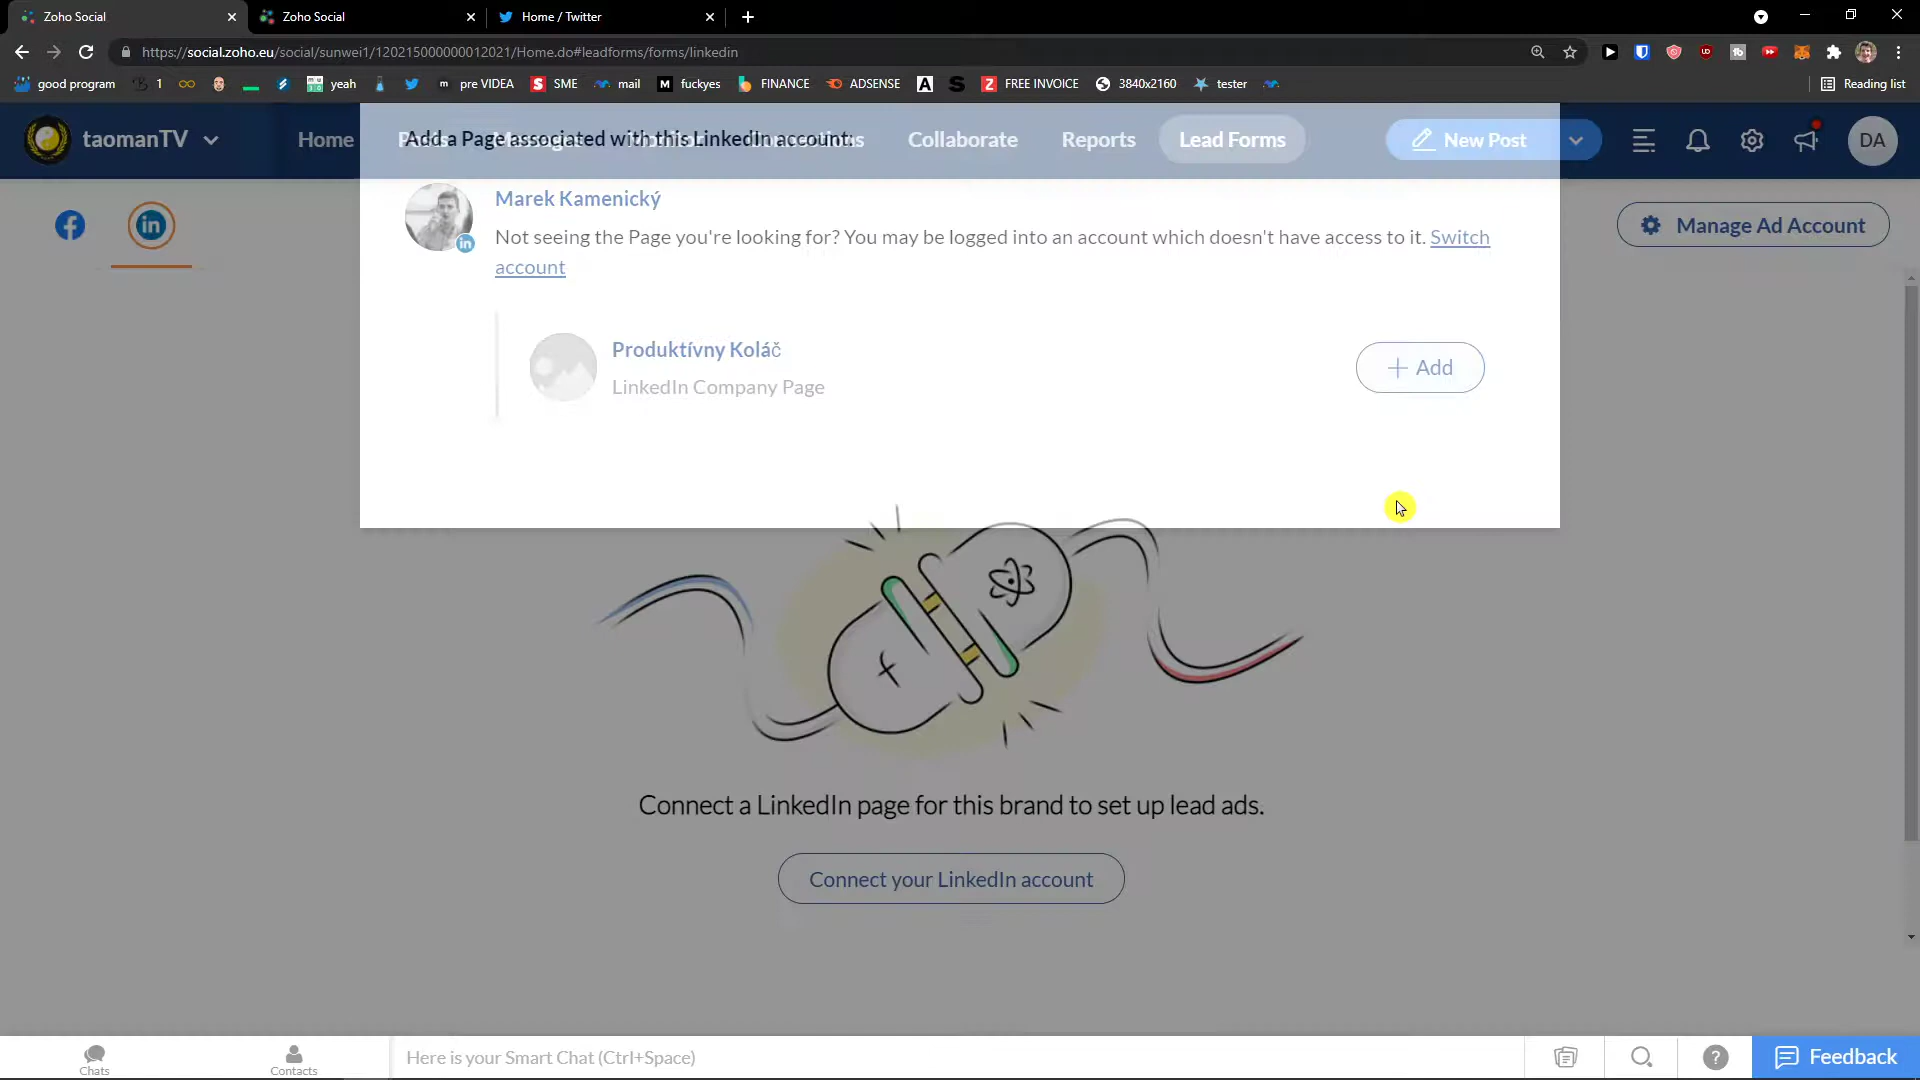 Zoho Social
Zoho Social
Home / Twitter
https://social.zoho.eu/social/sunwei1/120215000000012021/Home.do#leadforms/forms/linkedin
good program
1
yeah
pre VIDEA
SME
mail
fuckyes
FINANCE
ADSENSE
FREE INVOICE
3840x2160
tester
Reading list
taomanTV
Home
Posts
Messages
Monitor
Connections
Collaborate
Reports
Lead Forms
New Post
DA
Add a Page associated with this LinkedIn account:
Marek Kamenický
Not seeing the Page you're looking for? You may be logged into an account which doesn't have access to it. Switch
account
Manage Ad Account
Produktívny Koláč
LinkedIn Company Page
+ Add
Connect a LinkedIn page for this brand to set up lead ads.
Connect your LinkedIn account
Chats
Contacts
Here is your Smart Chat (Ctrl+Space)
Feedback